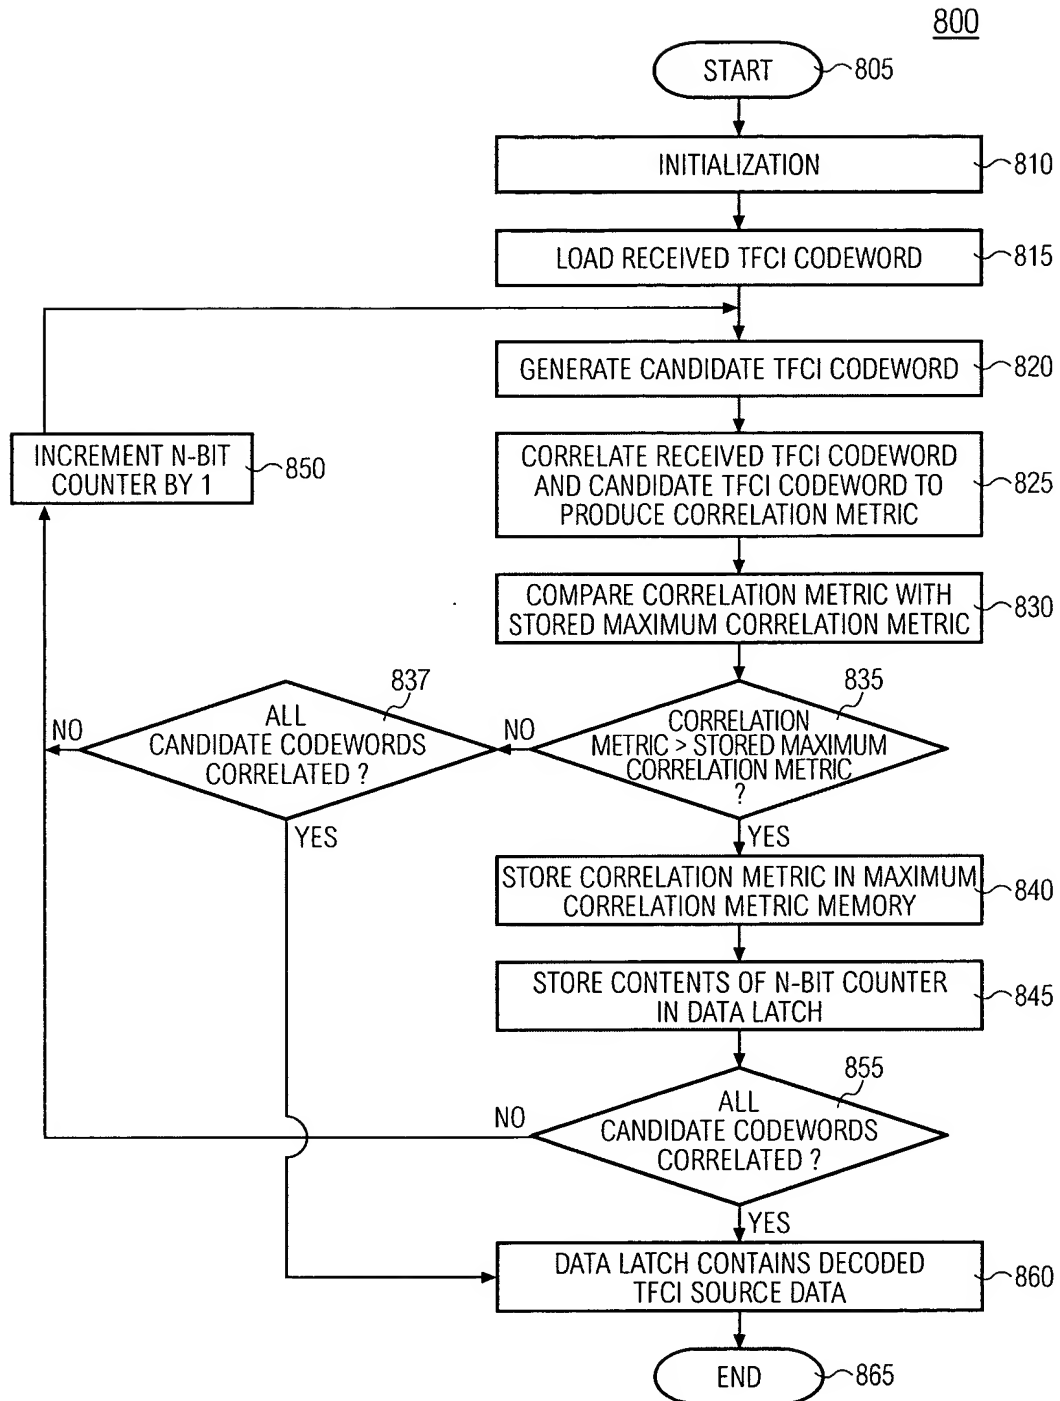 800
START
805
INITIALIZATION
810
LOAD RECEIVED TFCI CODEWORD
815
GENERATE CANDIDATE TFCI CODEWORD
820
INCREMENT N-BIT
COUNTER BY 1
850
CORRELATE RECEIVED TFCI CODEWORD
AND CANDIDATE TFCI CODEWORD TO
PRODUCE CORRELATION METRIC
825
COMPARE CORRELATION METRIC WITH
STORED MAXIMUM CORRELATION METRIC
830
835
CORRELATION
METRIC > STORED MAXIMUM
CORRELATION METRIC
?
NO
YES
837
ALL
CANDIDATE CODEWORDS
CORRELATED ?
NO
YES
STORE CORRELATION METRIC IN MAXIMUM
CORRELATION METRIC MEMORY
840
STORE CONTENTS OF N-BIT COUNTER
IN DATA LATCH
845
855
ALL
CANDIDATE CODEWORDS
CORRELATED ?
NO
YES
DATA LATCH CONTAINS DECODED
TFCI SOURCE DATA
860
END
865